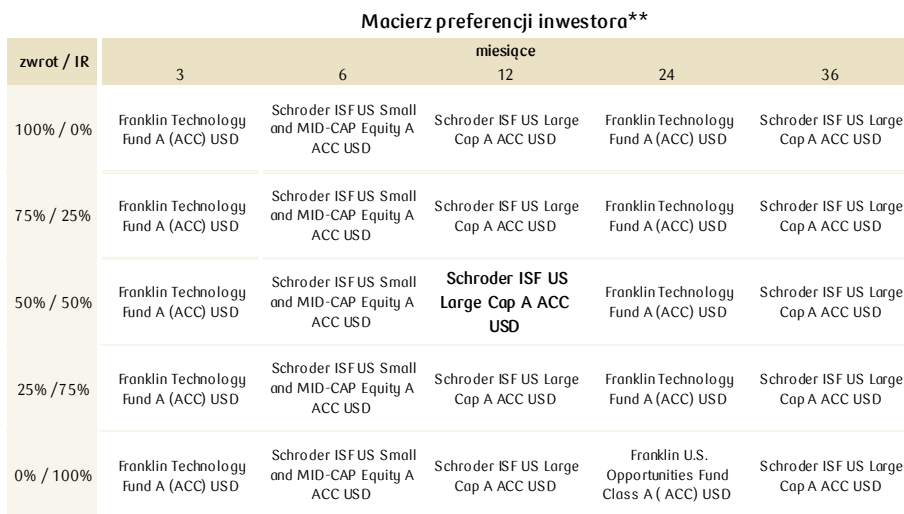 Macierz preferencji inwestora**
zwrot / IR
miesiące
3 6 12 24 36
100% / 0%
Franklin Technology
Fund A (ACC) USD
Schroder ISF US Small
and MID-CAP Equity A
ACC USD
Schroder ISF US Large
Cap A ACC USD
Franklin Technology
Fund A (ACC) USD
Schroder ISF US Large
Cap A ACC USD
75% / 25%
Franklin Technology
Fund A (ACC) USD
Schroder ISF US Small
and MID-CAP Equity A
ACC USD
Schroder ISF US Large
Cap A ACC USD
Franklin Technology
Fund A (ACC) USD
Schroder ISF US Large
Cap A ACC USD
50% / 50%
Franklin Technology
Fund A (ACC) USD
Schroder ISF US Small
and MID-CAP Equity A
ACC USD
Schroder ISF US
Large Cap A ACC
USD
Franklin Technology
Fund A (ACC) USD
Schroder ISF US Large
Cap A ACC USD
25% /75%
Franklin Technology
Fund A (ACC) USD
Schroder ISF US Small
and MID-CAP Equity A
ACC USD
Schroder ISF US Large
Cap A ACC USD
Franklin Technology
Fund A (ACC) USD
Schroder ISF US Large
Cap A ACC USD
0% / 100%
Franklin Technology
Fund A (ACC) USD
Schroder ISF US Small
and MID-CAP Equity A
ACC USD
Schroder ISF US Large
Cap A ACC USD
Franklin U.S.
Opportunities Fund
Class A ( ACC) USD
Schroder ISF US Large
Cap A ACC USD